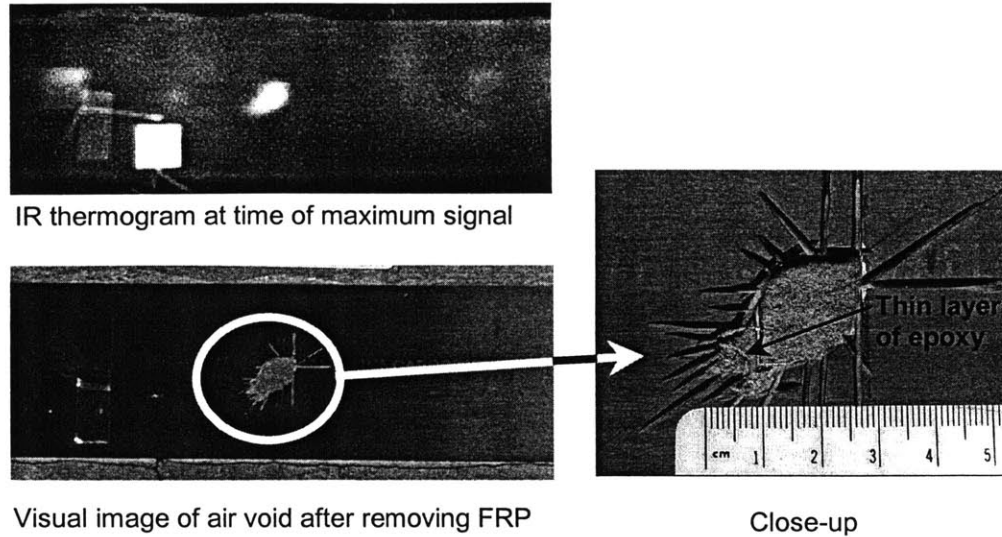 IR thermogram at time of maximum signal
Thin layer
of epoxy
cm 1 2 3 4 5
Visual image of air void after removing FRP
Close-up